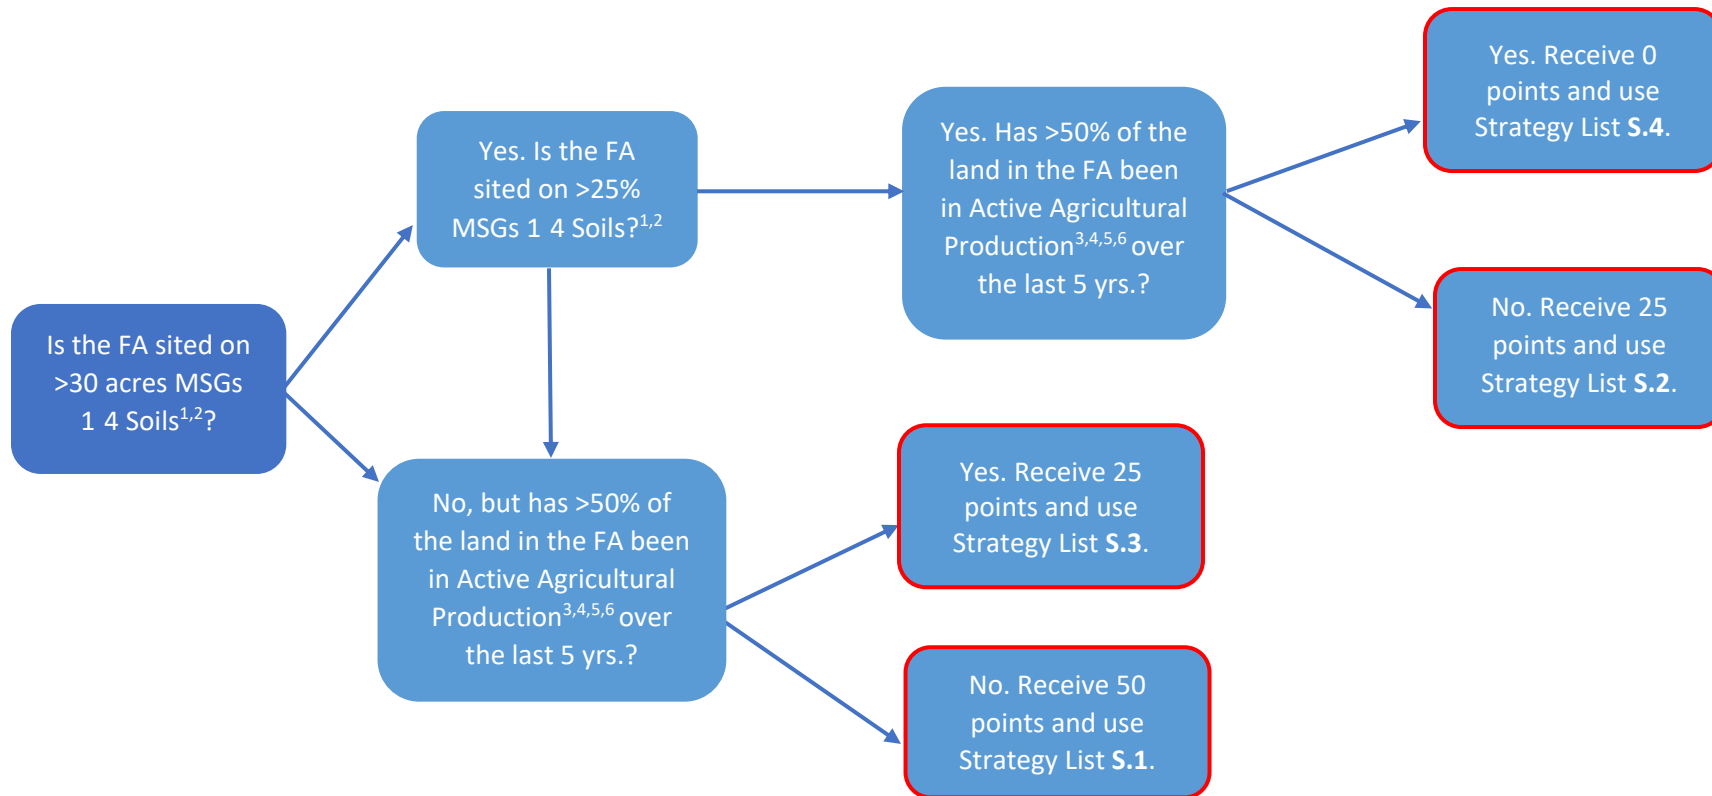 Is the FA sited on
>30 acres MSGs
1 4 Soils1,2?
Yes. Is the FA
sited on >25%
MSGs 1 4 Soils?1,2
No, but has >50% of
the land in the FA been
in Active Agricultural
Production3,4,5,6 over
the last 5 yrs.?
Yes. Has >50% of the
land in the FA been
in Active Agricultural
Production3,4,5,6 over
the last 5 yrs.?
Yes. Receive 0
points and use
Strategy List S.4.
No. Receive 25
points and use
Strategy List S.2.
Yes. Receive 25
points and use
Strategy List S.3.
No. Receive 50
points and use
Strategy List S.1.